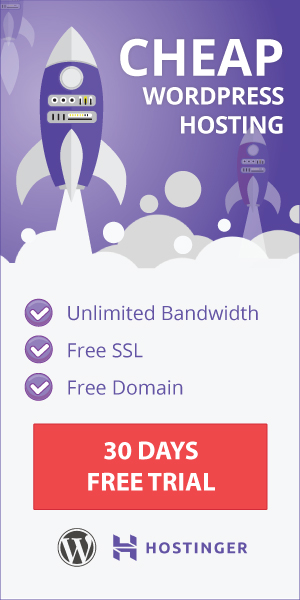 CHEAP
WORDPRESS
HOSTING
Unlimited Bandwidth
Free SSL
Free Domain
30 DAYS
FREE TRIAL
W
HOSTINGER